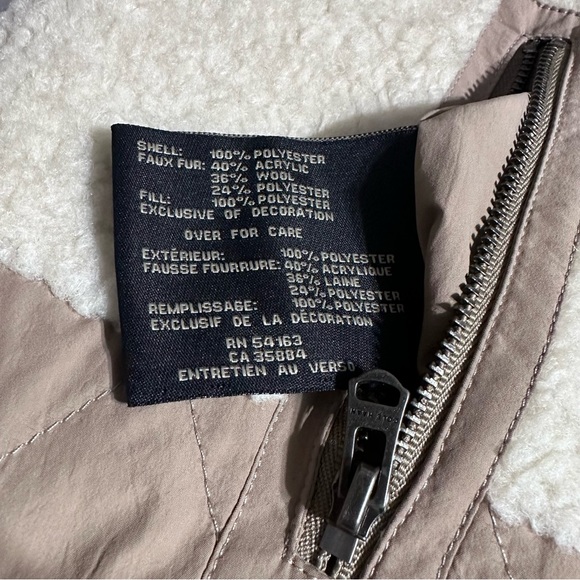 SHELL: 100% POLYESTER
FAUX FUR: 40% ACRYLIC
36% WOOL
24% POLYESTER
FILL: 100% POLYESTER
EXCLUSIVE OF DECORATION
OVER FOR CARE
EXTÉRIEUR: 100% POLYESTER
FAUSSE FOURRURE: 40% ACRYLIQUE
36% LAINE
24% POLYESTER
REMPLISSAGE: 100% POLYESTER
EXCLUSIF DE LA DÉCORATION
RN 54163
CA 35884
ENTRETIEN AU VERSO